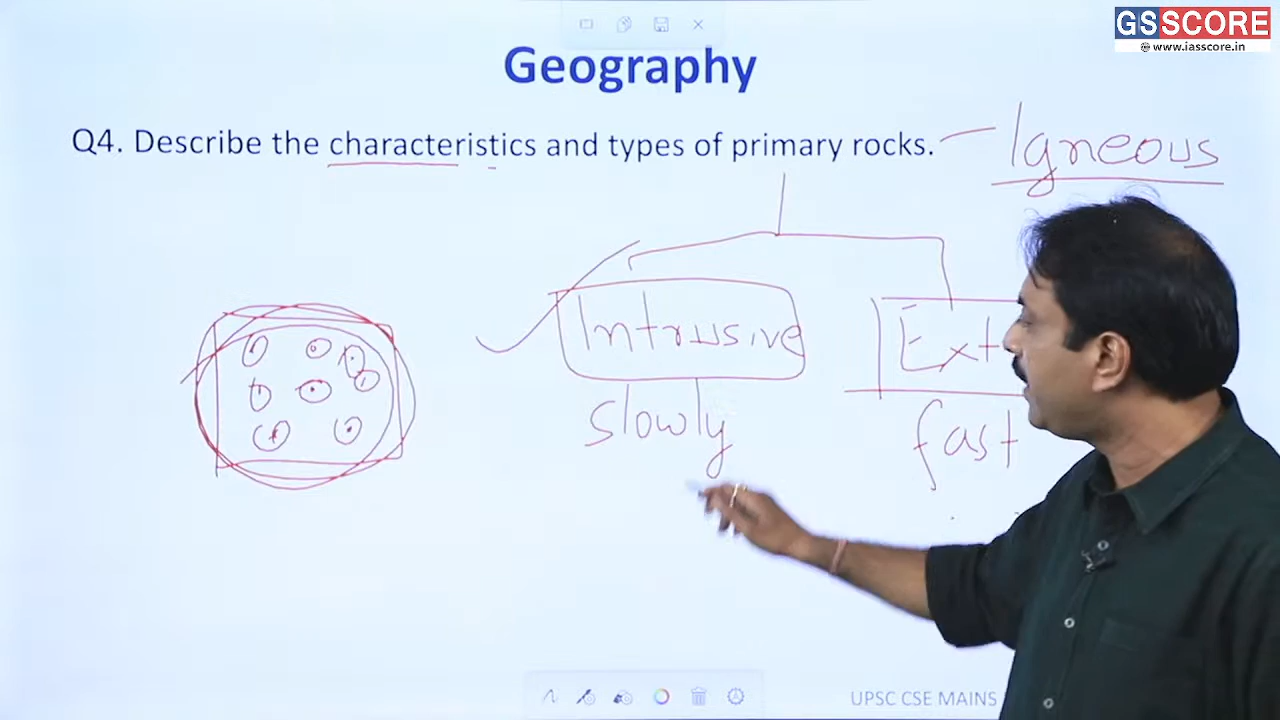 GSSCORE
www.iasscore.in
Geography
Q4. Describe the characteristics and types of primary rocks.
Igneous
Intrusive
Ext
slowly
fast
UPSC CSE MAINS